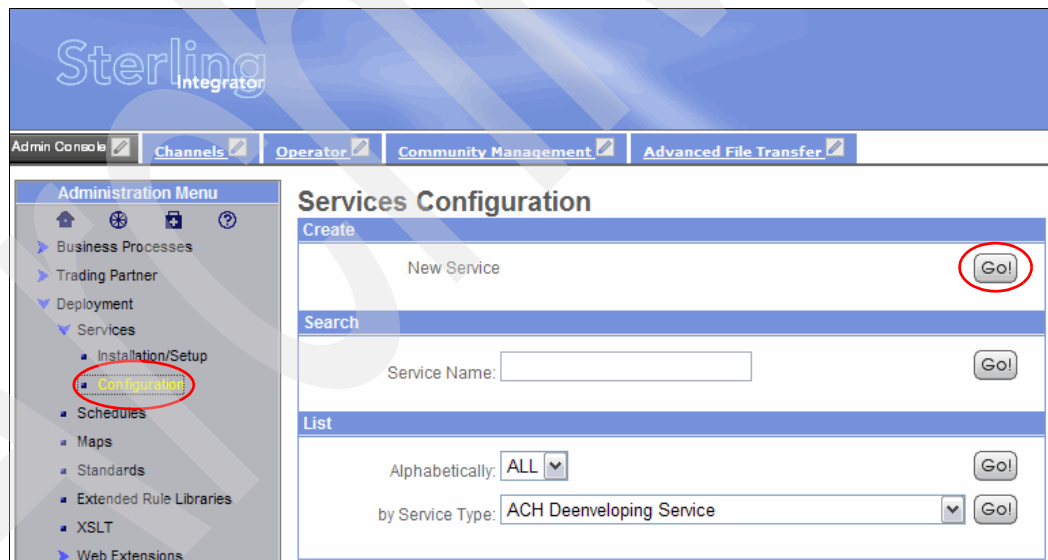 Sterling
Integrator
Admin Console Channels Operator Community Management Advanced File Transfer
Administration Menu
Business Processes
Trading Partner
Deployment
Services
Installation/Setup
Configuration
Schedules
Maps
Standards
Extended Rule Libraries
XSLT
Web Extensions
Services Configuration
Create
New Service Go!
Search
Service Name: Go!
List
Alphabetically: ALL Go!
by Service Type: ACH Deenveloping Service Go!